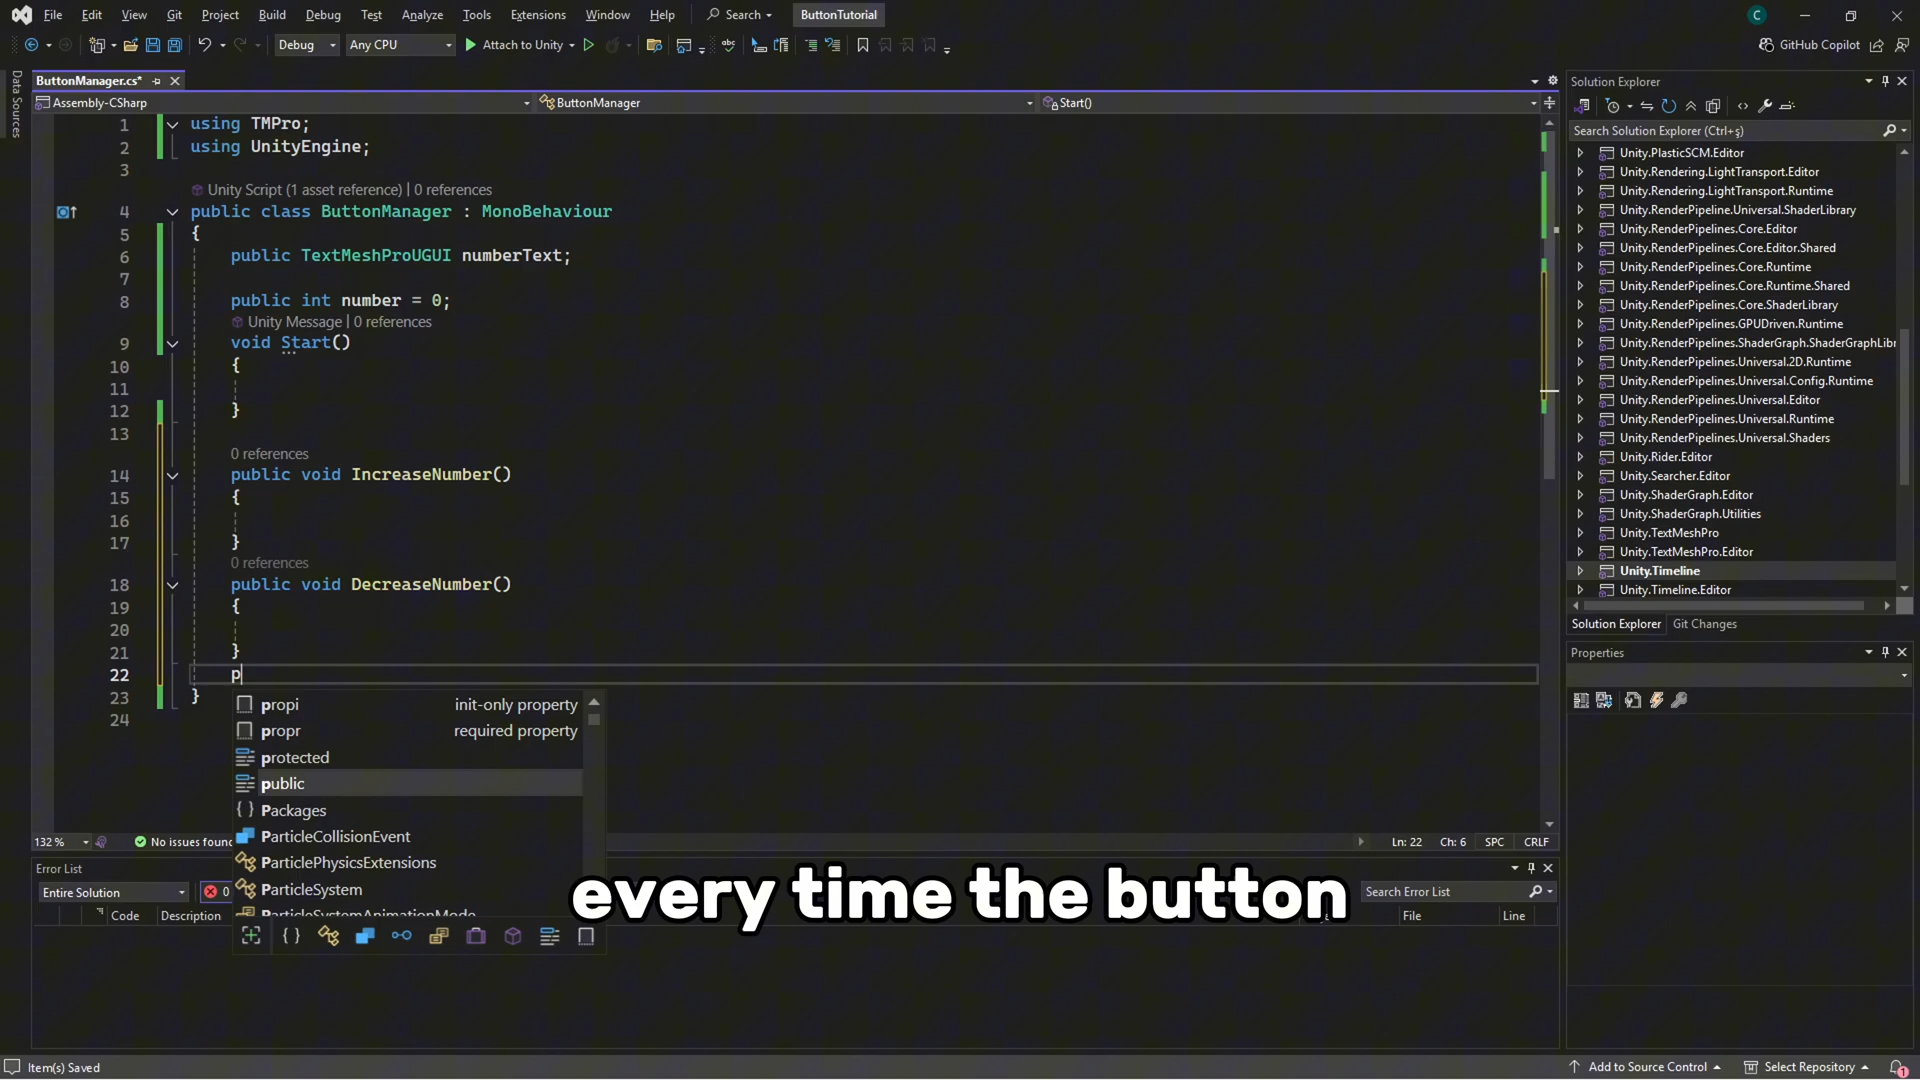 File Edit View Git Project Build Debug Test Analyze Tools Extensions Window Help Search ButtonTutorial C
Debug Any CPU Attach to Unity GitHub Copilot
Data Sources
ButtonManager.cs*
Assembly-CSharp ButtonManager Start()
1 using TMPro;
2 using UnityEngine;
3
Unity Script (1 asset reference) | 0 references
4 public class ButtonManager : MonoBehaviour
5 {
6 public TextMeshProUGUI numberText;
7
8 public int number = 0;
Unity Message | 0 references
9 void Start()
10 {
11
12 }
13
0 references
14 public void IncreaseNumber()
15 {
16
17 }
0 references
18 public void DecreaseNumber()
19 {
20
21 }
22 p
23 }
24
propi init-only property
propr required property
protected
public
{ } Packages
ParticleCollisionEvent
ParticlePhysicsExtensions
ParticleSystem
ParticleSystemAnimationMode
132 % No issues found Ln: 22 Ch: 6 SPC CRLF
Error List
Entire Solution 0 Search Error List
Code Description File Line
every time the button
Solution Explorer
Search Solution Explorer (Ctrl+ş)
Unity.PlasticSCM.Editor
Unity.Rendering.LightTransport.Editor
Unity.Rendering.LightTransport.Runtime
Unity.RenderPipeline.Universal.ShaderLibrary
Unity.RenderPipelines.Core.Editor
Unity.RenderPipelines.Core.Editor.Shared
Unity.RenderPipelines.Core.Runtime
Unity.RenderPipelines.Core.Runtime.Shared
Unity.RenderPipelines.Core.ShaderLibrary
Unity.RenderPipelines.GPUDriven.Runtime
Unity.RenderPipelines.ShaderGraph.ShaderGraphLibr
Unity.RenderPipelines.Universal.2D.Runtime
Unity.RenderPipelines.Universal.Config.Runtime
Unity.RenderPipelines.Universal.Editor
Unity.RenderPipelines.Universal.Runtime
Unity.RenderPipelines.Universal.Shaders
Unity.Rider.Editor
Unity.Searcher.Editor
Unity.ShaderGraph.Editor
Unity.ShaderGraph.Utilities
Unity.TextMeshPro
Unity.TextMeshPro.Editor
Unity.Timeline
Unity.Timeline.Editor
Solution Explorer Git Changes
Properties
Item(s) Saved Add to Source Control Select Repository 1